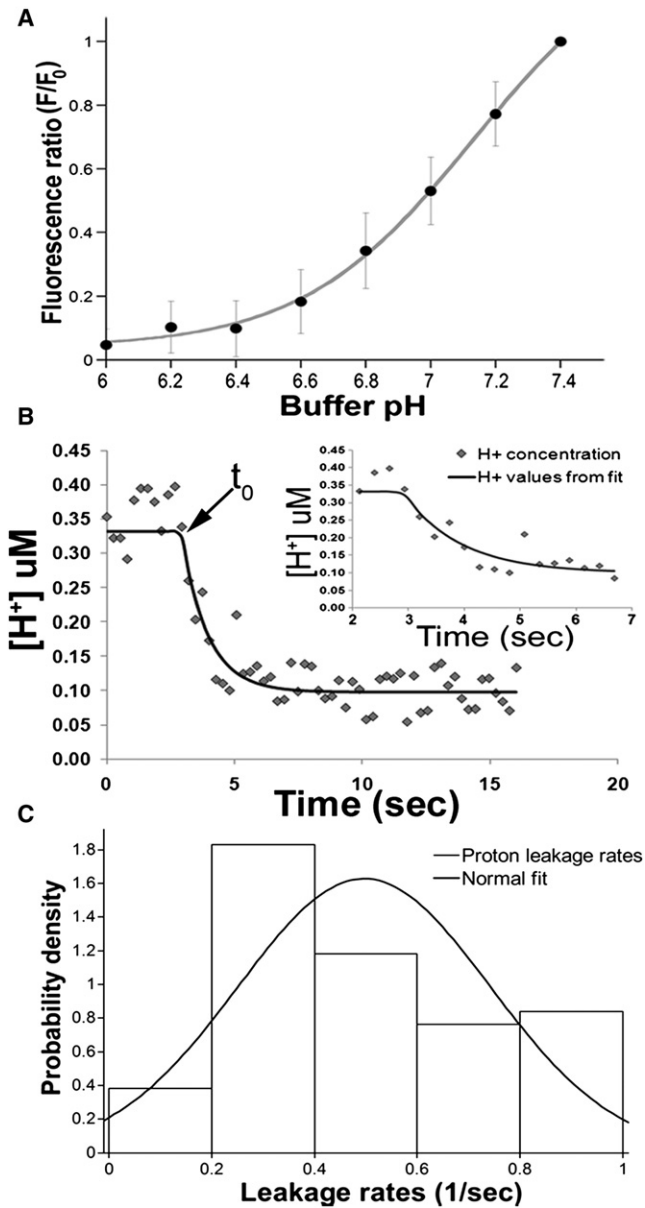 A
Fluorescence ratio (F/F0)
1
0.8
0.6
0.4
0.2
0
6 6.2 6.4 6.6 6.8 7 7.2 7.4
Buffer pH
B
[H+] uM
0.45
0.40
0.35
0.30
0.25
0.20
0.15
0.10
0.05
0.00
t0
0 5 10 15 20
Time (sec)
[H+] uM
0.45
0.40
0.35
0.30
0.25
0.20
0.15
0.10
0.05
0.00
H+ concentration
H+ values from fit
2 3 4 5 6 7
Time (sec)
C
Probability density
1.8
1.6
1.4
1.2
1
0.8
0.6
0.4
0.2
0
Proton leakage rates
Normal fit
0 0.2 0.4 0.6 0.8 1
Leakage rates (1/sec)